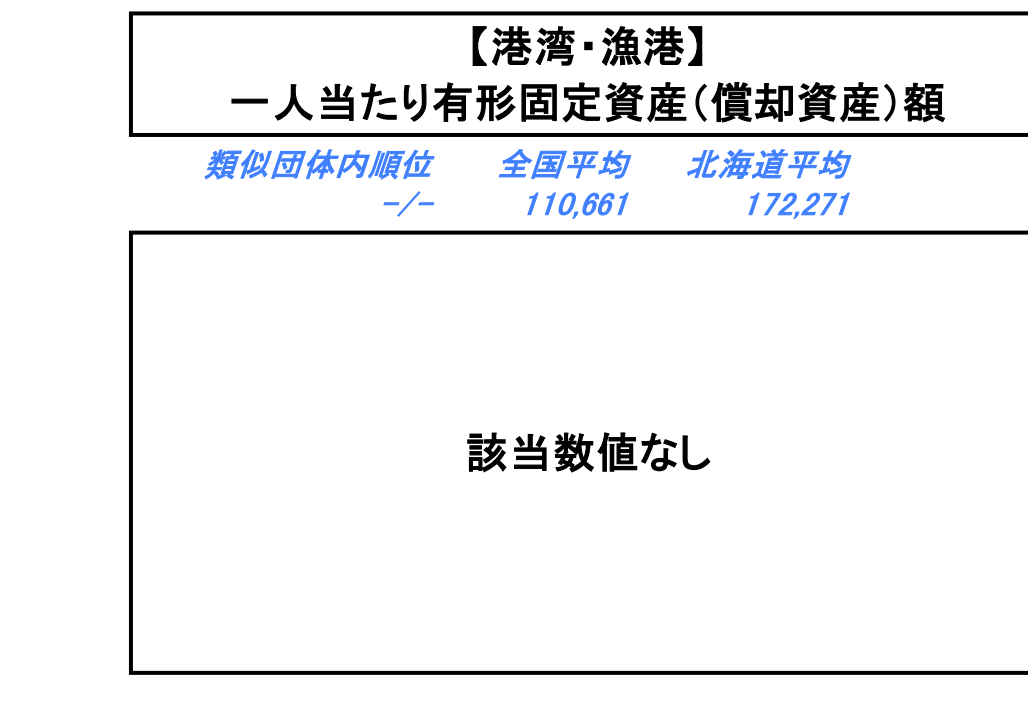 【港湾・漁港】
一人当たり有形固定資産（償却資産）額
類似団体内順位 全国平均 北海道平均
-/- 110,661 172,271
該当数値なし